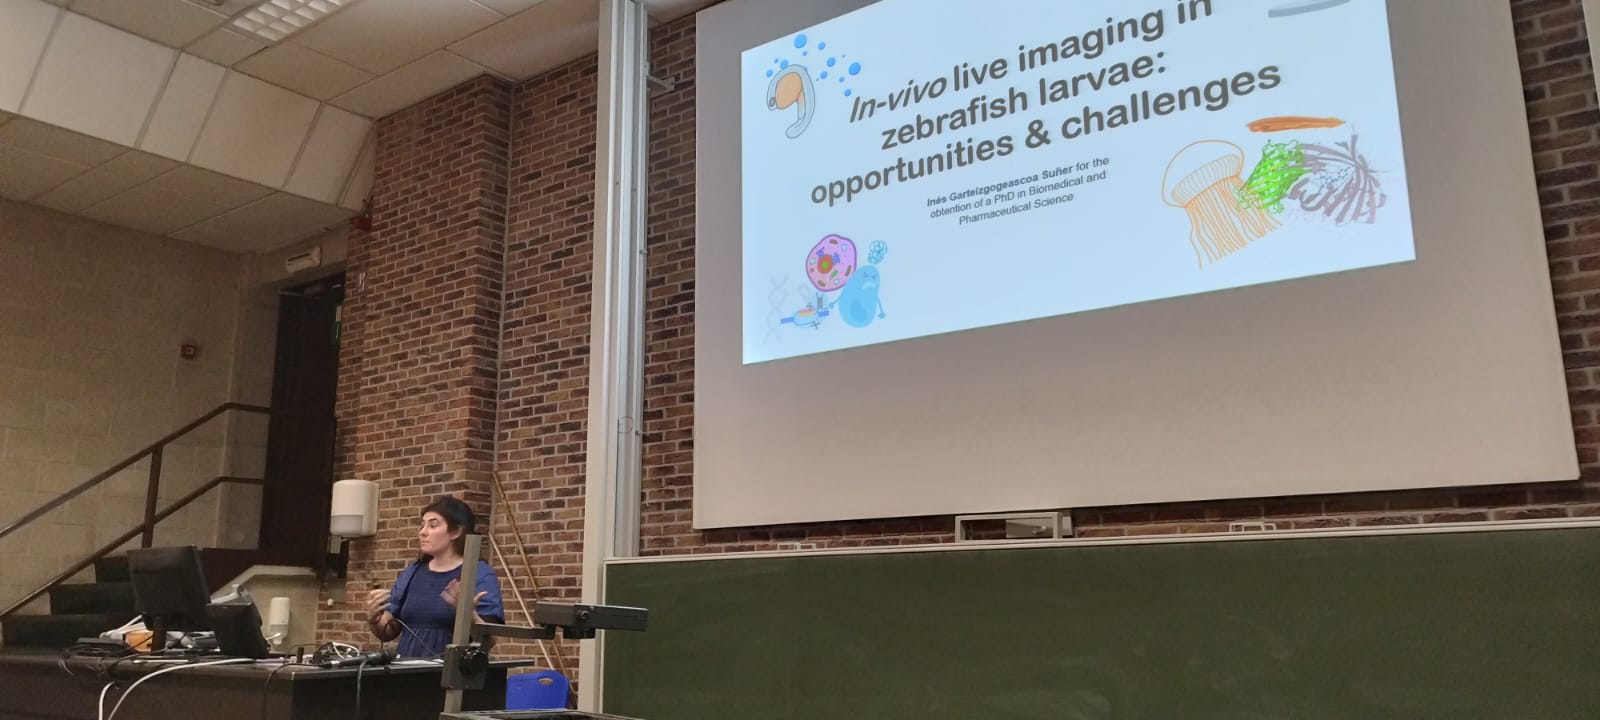 In-vivo live imaging in
zebrafish larvae:
opportunities & challenges
Inés Garteizgogeascoa Suñer for the
obtention of a PhD in Biomedical and
Pharmaceutical Science